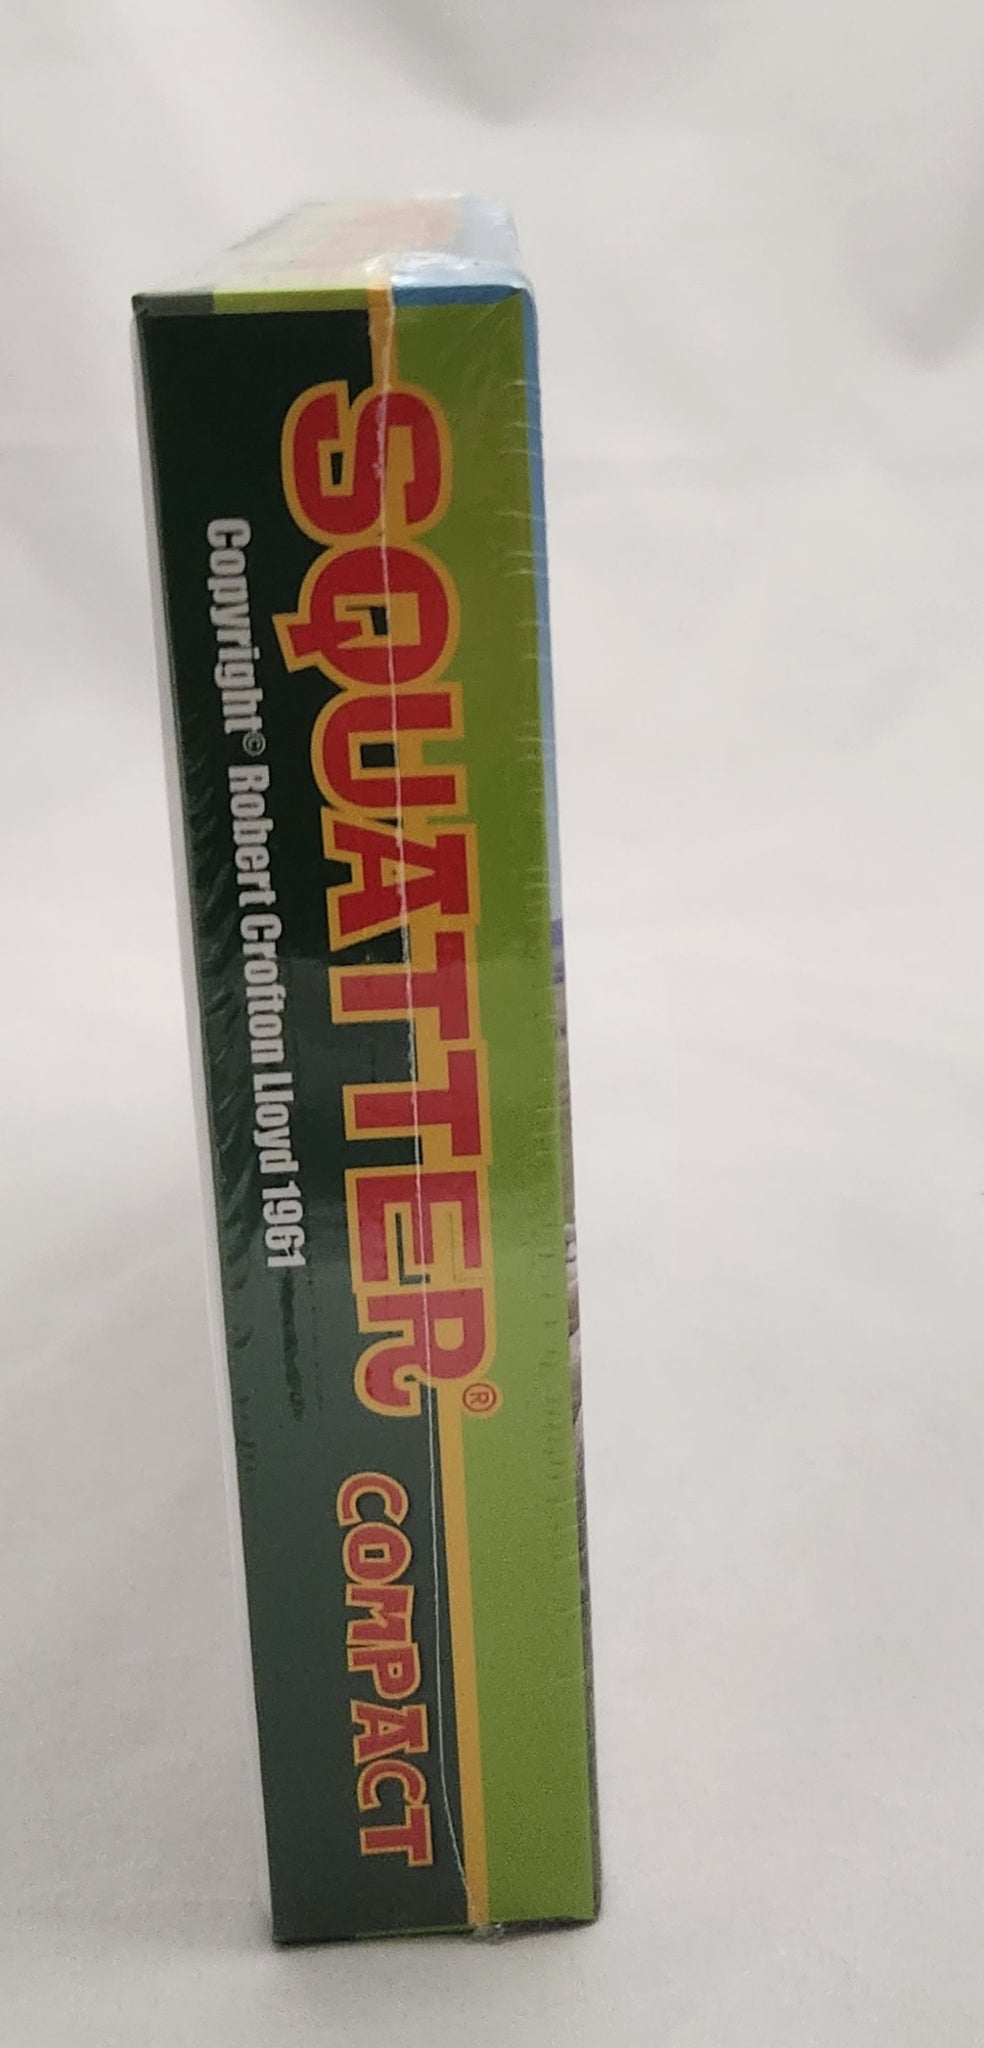 SQUATTER® COMPACT
Copyright© Robert Crofton Lloyd 1961